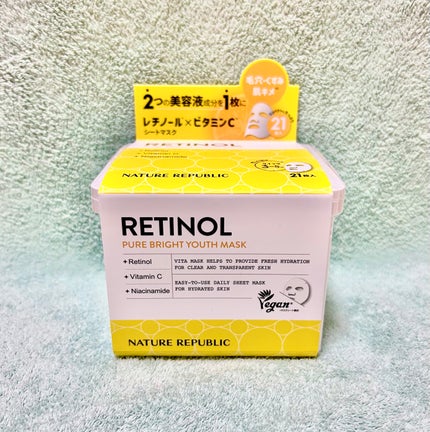 毛穴・くすみ
肌キメ
2つの美容液成分を1枚に
レチノール×ビタミンC
シートマスク
21
RETINOL
+ Vitamin C
+ Niacinamide
21枚入
NATURE REPUBLIC
RETINOL
PURE BRIGHT YOUTH MASK
+ Retinol
VITA MASK HELPS TO PROVIDE FRESH HYDRATION
FOR CLEAR AND TRANSPARENT SKIN
+ Vitamin C
EASY-TO-USE DAILY SHEET MASK
+ Niacinamide
FOR HYDRATED SKIN
Vegan
NATURE REPUBLIC